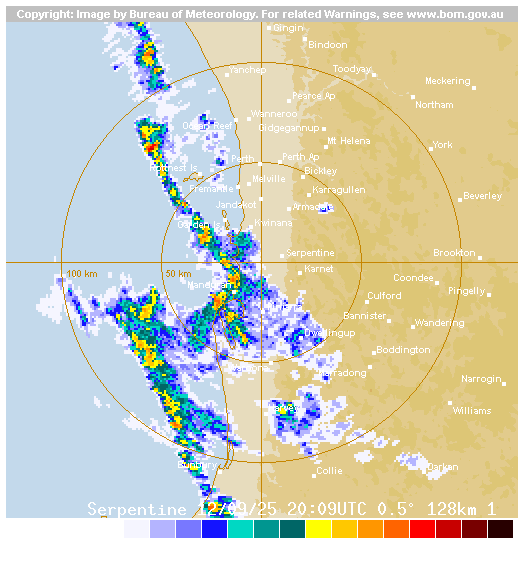 Copyright: Image by Bureau of Meteorology. For related Warnings, see www.bom.gov.au
Gingin
Bindoon
Yanchep
Toodyay
Meckering
Pearce Ap
Northam
Wanneroo
Ocean Reef
Gidgegannup
Mt Helena
York
Perth
Perth Ap
Rottnest Is
Bickley
Melville
Fremantle
Karragullen
Beverley
Jandakot
Armadale
Garden Is
Kwinana
Serpentine
Brookton
100 km
50 km
Karnet
Coondee
Mandurah
Pingelly
Culford
Bannister
Wandering
Dwellingup
Boddington
Waroona
Narrogin
Williams
Bunbury
Collie
Darkan
Serpentine 12/09/25 20:09UTC 0.5° 128km 1